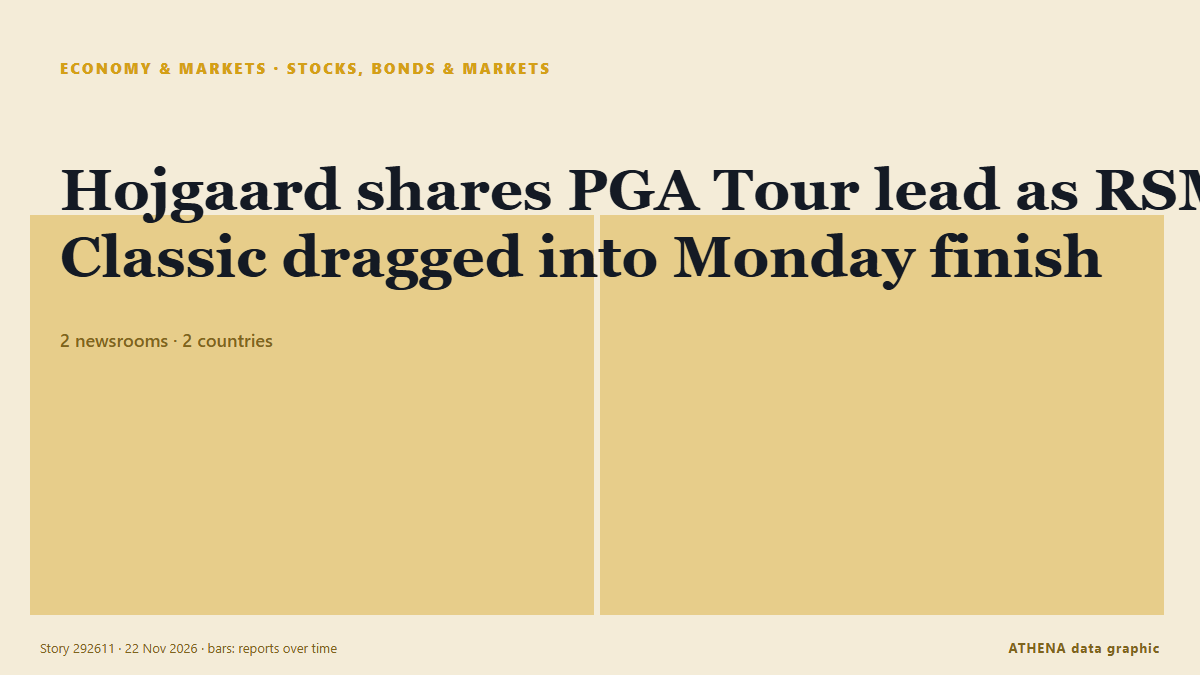 ECONOMY & MARKETS · STOCKS, BONDS & MARKETS
Hojgaard shares PGA Tour lead as RSM
Classic dragged into Monday finish
2 newsrooms · 2 countries
Story 292611 · 22 Nov 2026 · bars: reports over time
ATHENA data graphic